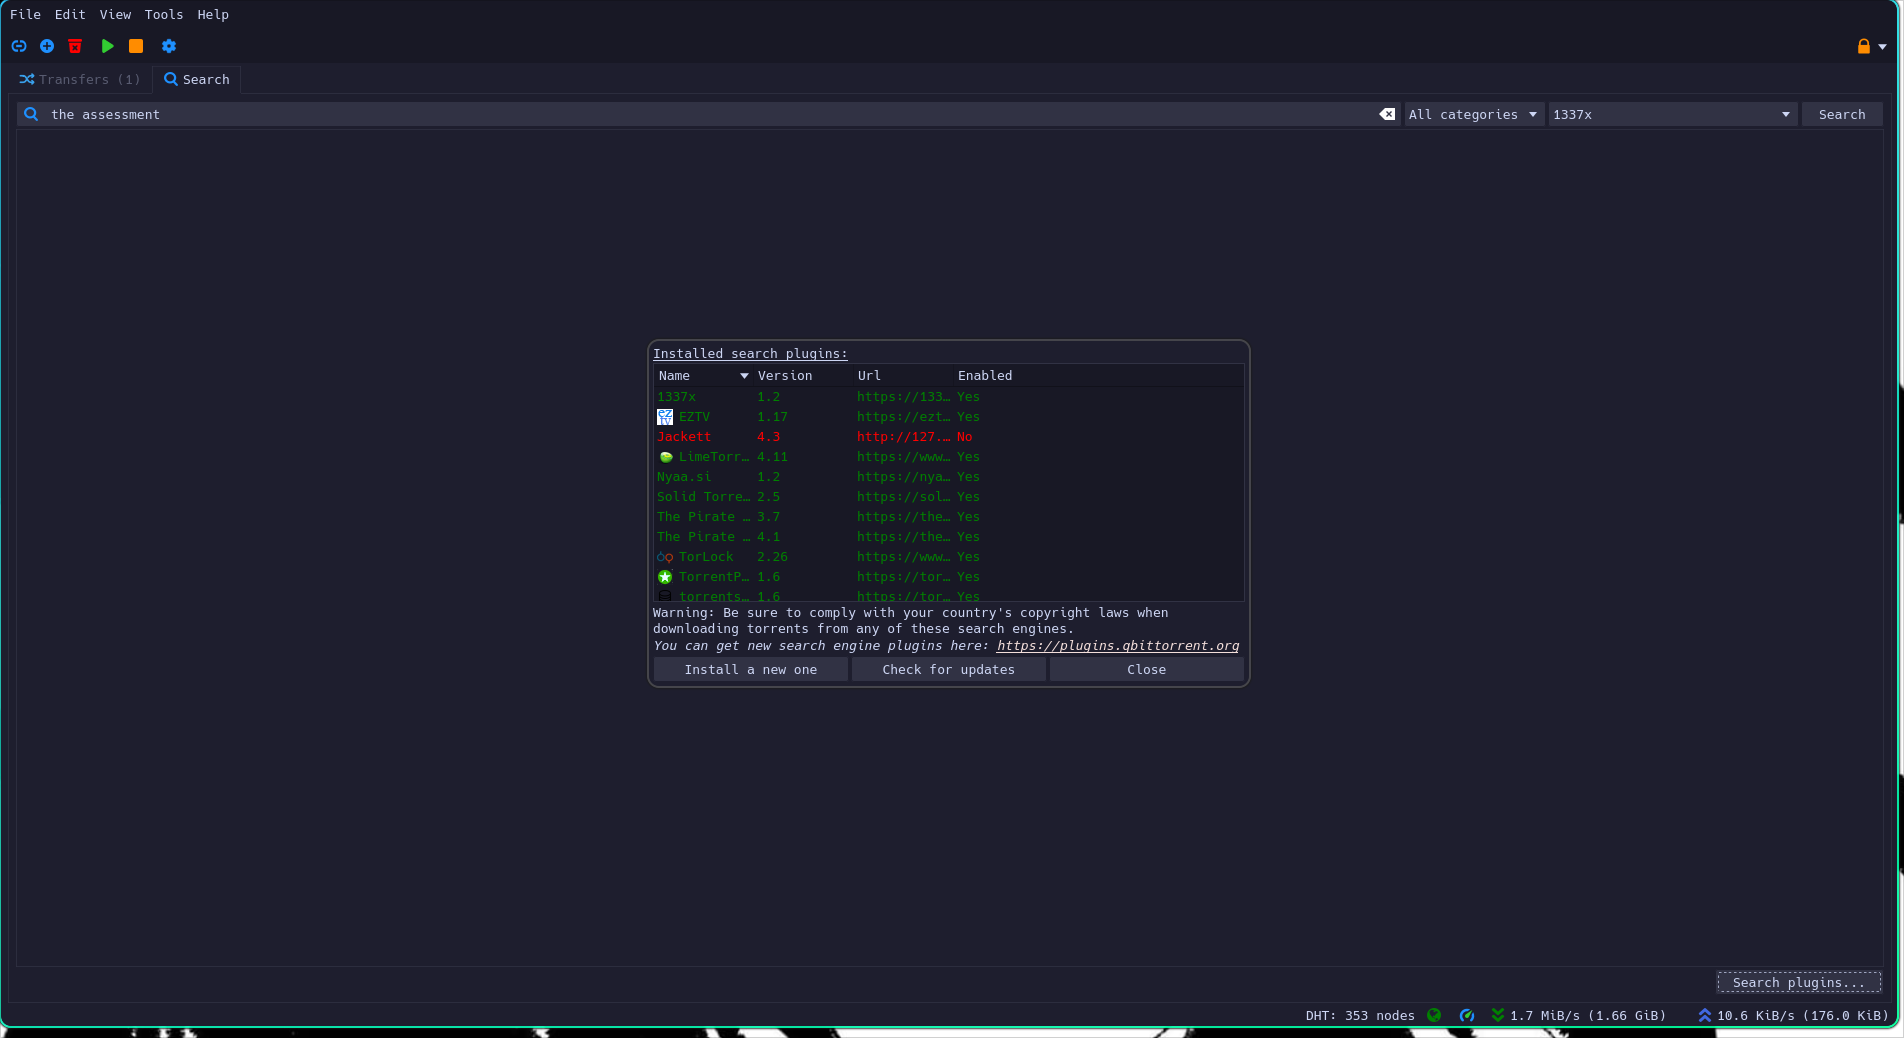 File Edit View Tools Help
Transfers (1) Search
the assessment All categories 1337x Search
Installed search plugins:
Name Version Url Enabled
1337x 1.2 https://133… Yes
EZTV 1.17 https://ezt… Yes
Jackett 4.3 http://127.… No
LimeTorr… 4.11 https://www… Yes
Nyaa.si 1.2 https://nya… Yes
Solid Torre… 2.5 https://sol… Yes
The Pirate … 3.7 https://the… Yes
The Pirate … 4.1 https://the… Yes
TorLock 2.26 https://www… Yes
TorrentP… 1.6 https://tor… Yes
torrents… 1.6 https://tor… Yes
Warning: Be sure to comply with your country's copyright laws when
downloading torrents from any of these search engines.
You can get new search engine plugins here: https://plugins.qbittorrent.org
Install a new one Check for updates Close
Search plugins...
DHT: 353 nodes 1.7 MiB/s (1.66 GiB) 10.6 KiB/s (176.0 KiB)